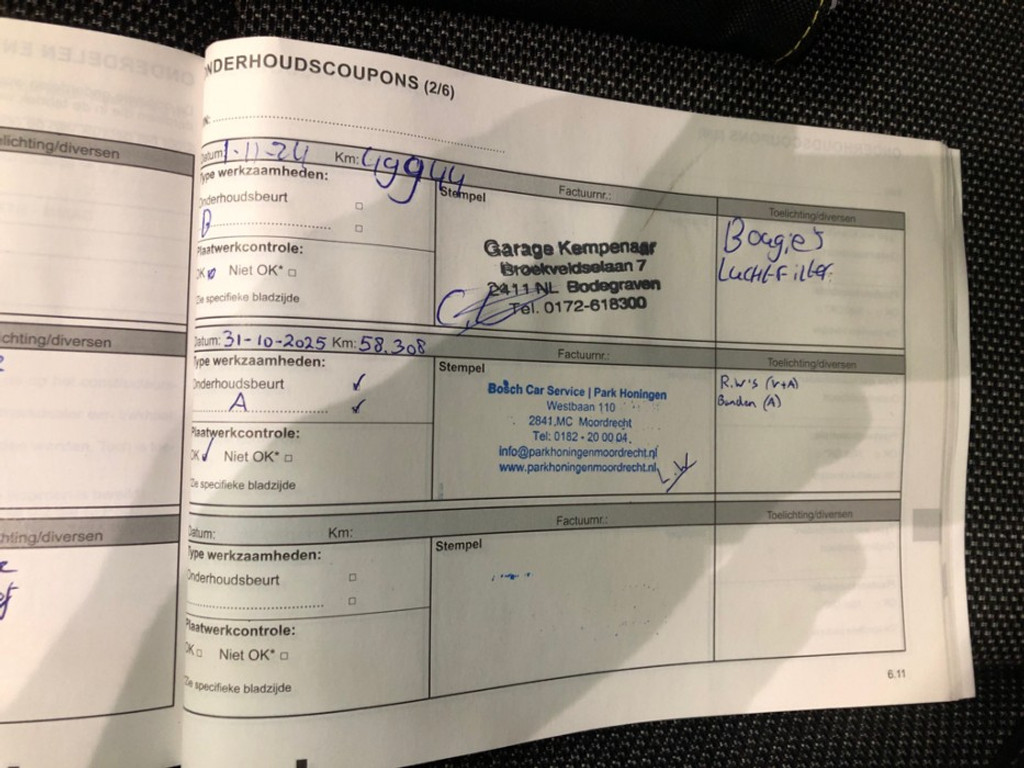 NDERHOUDSCOUPONS (2/6)
Datum: 1-11-24 Km: 49944
Factuurnr.:
Toelichting/diversen
Type werkzaamheden:
Onderhoudsbeurt
B
Plaatwerkcontrole:
OK Niet OK*
Zie specifieke bladzijde
Stempel
Garage Kempenaar
Broekveldselaan 7
2411 NL Bodegraven
Tel. 0172-618300
Bougies
Luchtfilter
Datum: 31-10-2025 Km: 58.308
Factuurnr.:
Toelichting/diversen
Type werkzaamheden:
Onderhoudsbeurt
A
Plaatwerkcontrole:
OK Niet OK*
Zie specifieke bladzijde
Stempel
Bosch Car Service | Park Honingen
Westbaan 110
2841 MC Moordrecht
Tel: 0182 - 20 00 04
info@parkhoningenmoordrecht.nl
www.parkhoningenmoordrecht.nl
R.W's (V+A)
Banden (A)
Datum: Km:
Factuurnr.:
Toelichting/diversen
Type werkzaamheden:
Onderhoudsbeurt
Plaatwerkcontrole:
OK Niet OK*
Zie specifieke bladzijde
Stempel
6.11
lichting/diversen
chting/diversen
hting/diversen